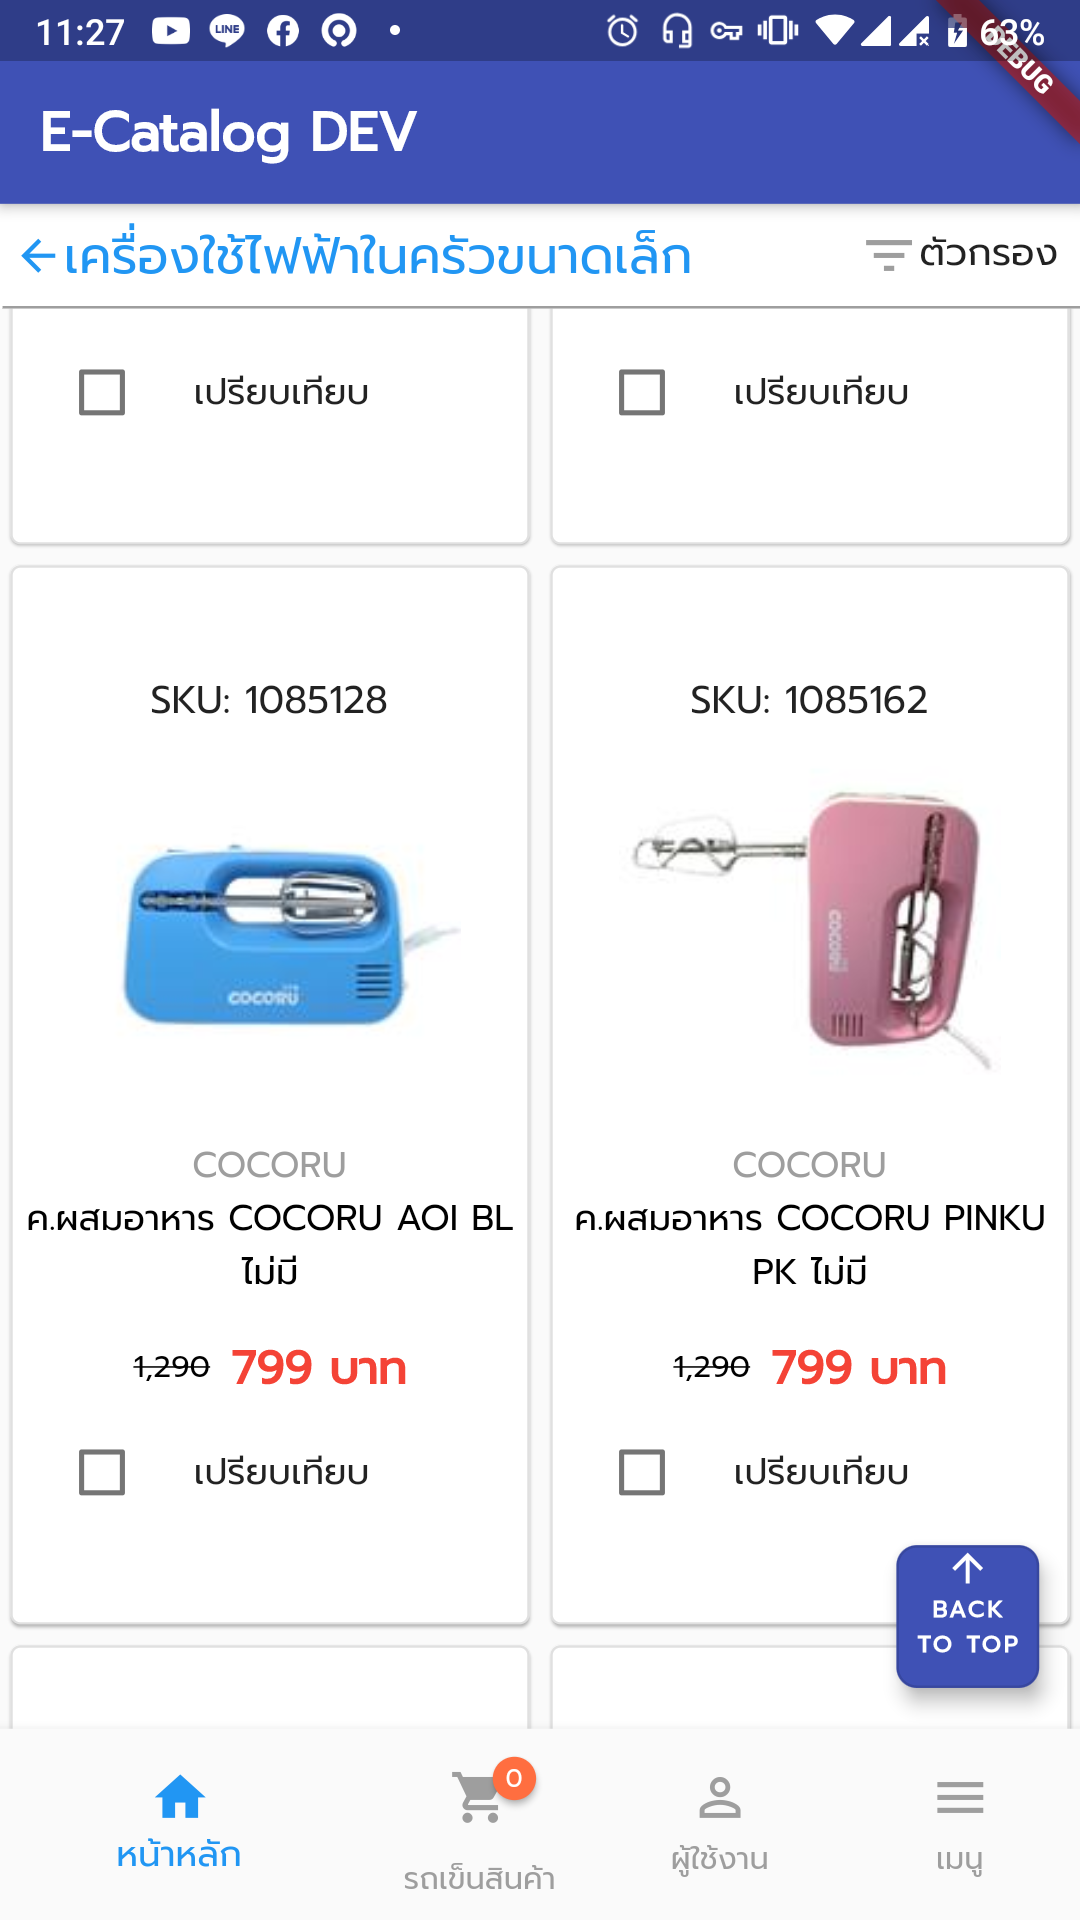 11:27 LINE 63%
DEBUG
E-Catalog DEV
เครื่องใช้ไฟฟ้าในครัวขนาดเล็ก ตัวกรอง
เปรียบเทียบ เปรียบเทียบ
SKU: 1085128 SKU: 1085162
COCORU COCORU
COCORU COCORU
ค.ผสมอาหาร COCORU AOI BL ค.ผสมอาหาร COCORU PINKU
ไม่มี PK ไม่มี
1,290 799 บาท 1,290 799 บาท
เปรียบเทียบ เปรียบเทียบ
BACK
TO TOP
0
หน้าหลัก รถเข็นสินค้า ผู้ใช้งาน เมนู